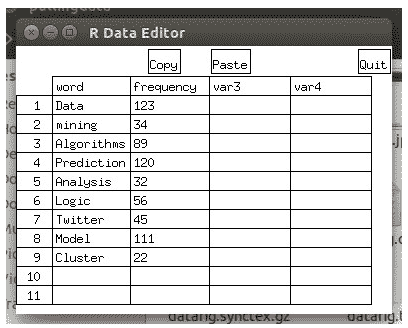 R Data Editor
Copy Paste Quit
word frequency var3 var4
1 Data 123
2 mining 34
3 Algorithms 89
4 Prediction 120
5 Analysis 32
6 Logic 56
7 Twitter 45
8 Model 111
9 Cluster 22
10
11
datafig.synctex.gz